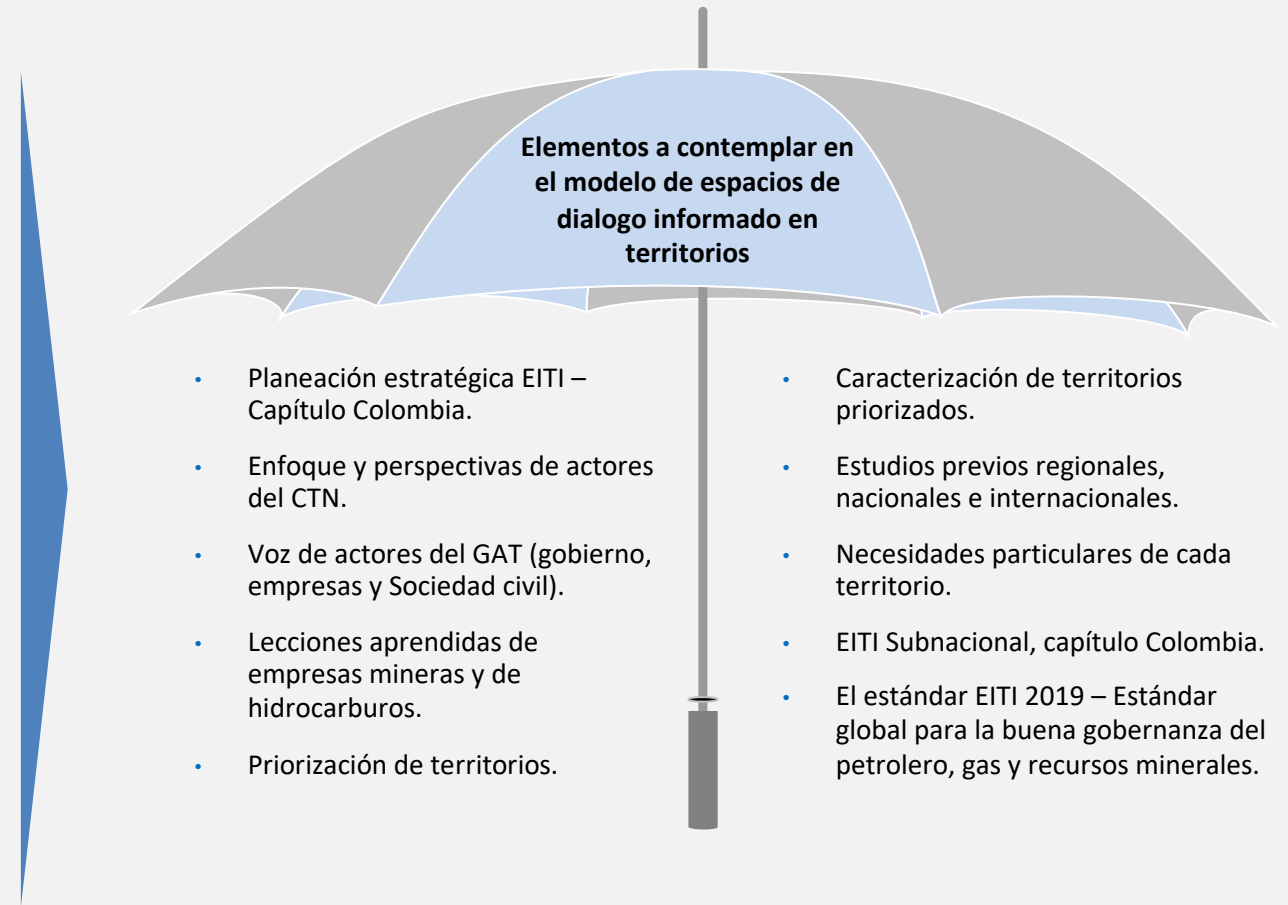 Elementos a contemplar en
el modelo de espacios de
dialogo informado en
territorios
• Planeación estratégica EITI –
Capítulo Colombia.
• Enfoque y perspectivas de actores
del CTN.
• Voz de actores del GAT (gobierno,
empresas y Sociedad civil).
• Lecciones aprendidas de
empresas mineras y de
hidrocarburos.
• Priorización de territorios.
• Caracterización de territorios
priorizados.
• Estudios previos regionales,
nacionales e internacionales.
• Necesidades particulares de cada
territorio.
• EITI Subnacional, capítulo Colombia.
• El estándar EITI 2019 – Estándar
global para la buena gobernanza del
petrolero, gas y recursos minerales.